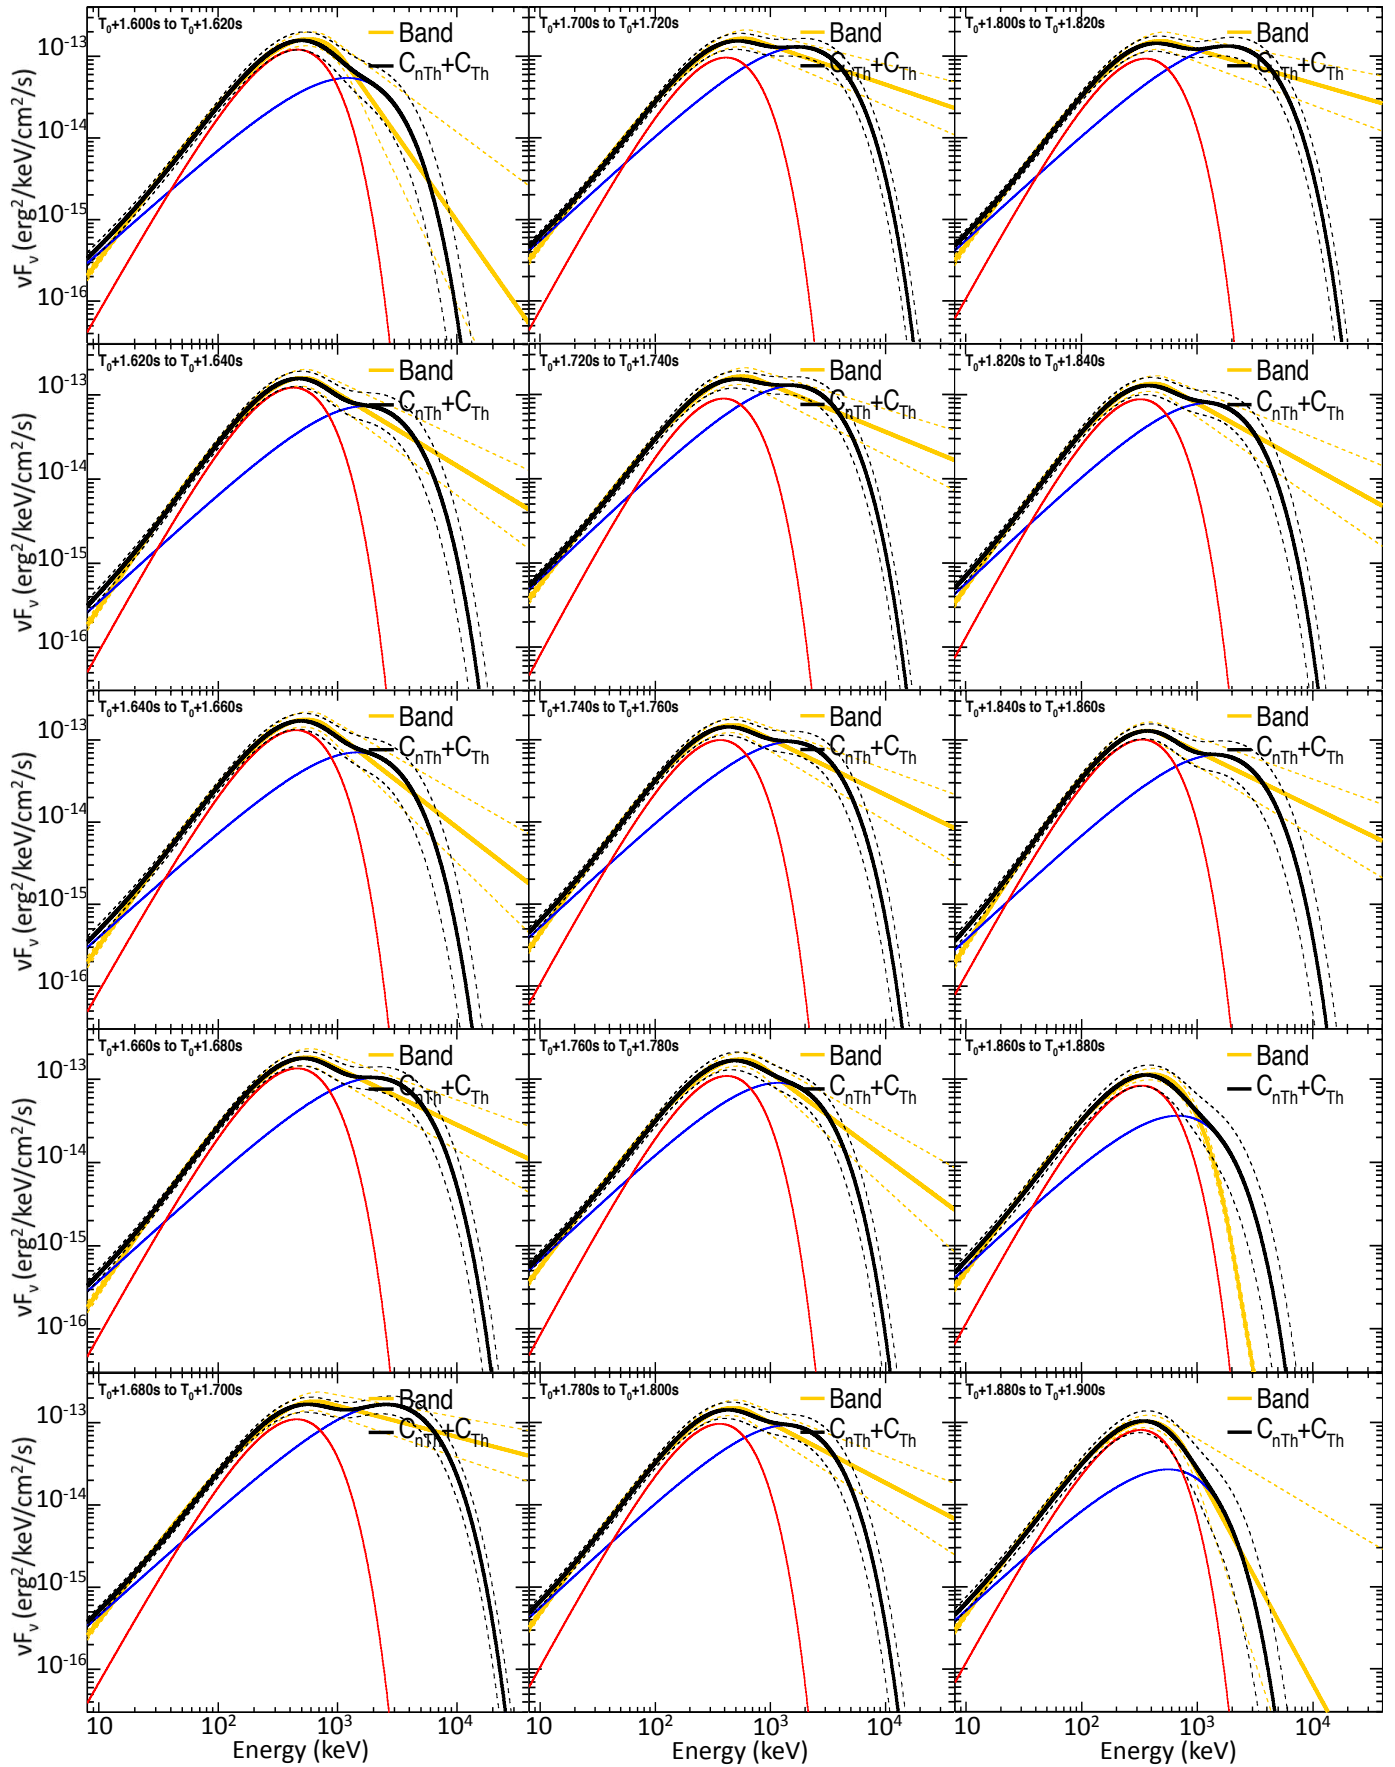 T0+1.600s to T0+1.620s
Band
CnTh+CTh
T0+1.700s to T0+1.720s
Band
CnTh+CTh
T0+1.800s to T0+1.820s
Band
CnTh+CTh
10-13
10-14
10-15
10-16
νFν (erg2/keV/cm2/s)
T0+1.620s to T0+1.640s
Band
CnTh+CTh
T0+1.720s to T0+1.740s
Band
CnTh+CTh
T0+1.820s to T0+1.840s
Band
CnTh+CTh
10-13
10-14
10-15
10-16
νFν (erg2/keV/cm2/s)
T0+1.640s to T0+1.660s
Band
CnTh+CTh
T0+1.740s to T0+1.760s
Band
CnTh+CTh
T0+1.840s to T0+1.860s
Band
CnTh+CTh
10-13
10-14
10-15
10-16
νFν (erg2/keV/cm2/s)
T0+1.660s to T0+1.680s
Band
CnTh+CTh
T0+1.760s to T0+1.780s
Band
CnTh+CTh
T0+1.860s to T0+1.880s
Band
CnTh+CTh
10-13
10-14
10-15
10-16
νFν (erg2/keV/cm2/s)
T0+1.680s to T0+1.700s
Band
CnTh+CTh
T0+1.780s to T0+1.800s
Band
CnTh+CTh
T0+1.880s to T0+1.900s
Band
CnTh+CTh
10-13
10-14
10-15
10-16
νFν (erg2/keV/cm2/s)
10 102 103 104
10 102 103 104
10 102 103 104
Energy (keV)
Energy (keV)
Energy (keV)